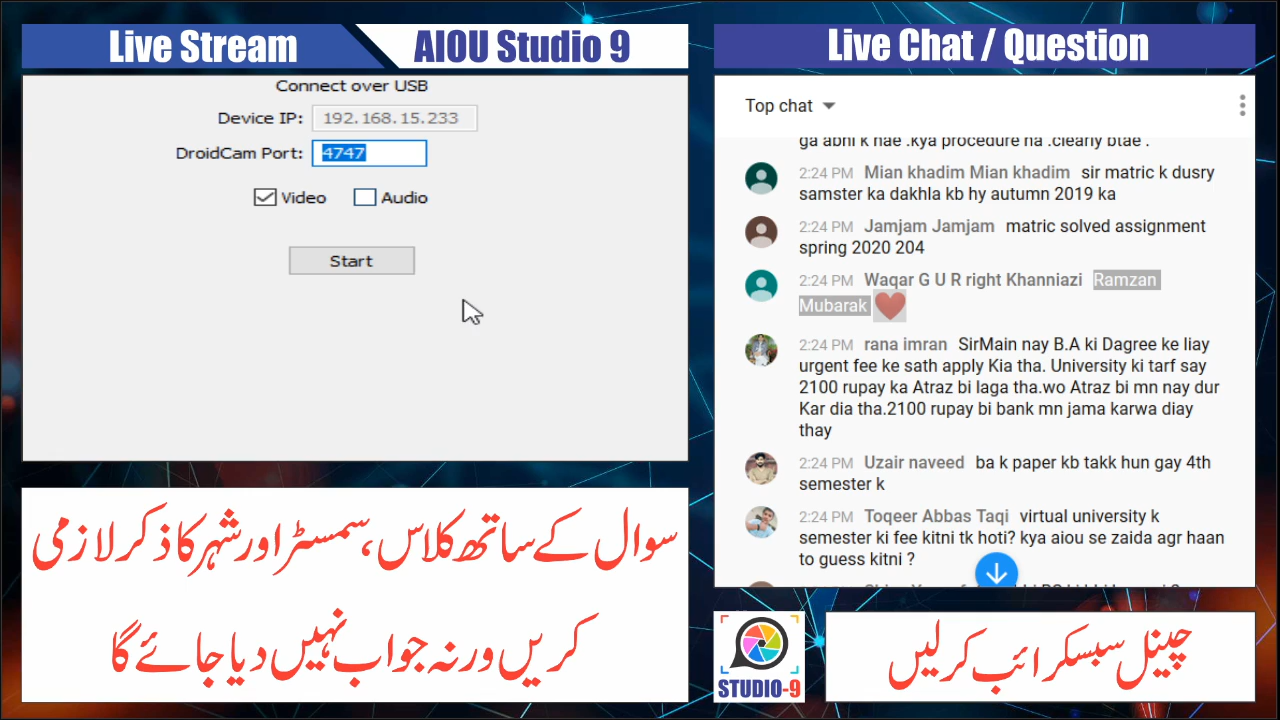 Live Stream
AIOU Studio 9
Connect over USB
Device IP: 192.168.15.233
DroidCam Port: 4747
Video Audio
Start
سوال کے ساتھ کلاس، سمسٹر اور شہر کا ذکر لازمی
کریں ورنہ جواب نہیں دیا جائے گا
Live Chat / Question
Top chat
ga abhi k nae .kya procedure ha .clearly btae .
2:24 PM Mian khadim Mian khadim sir matric k dusry
samster ka dakhla kb hy autumn 2019 ka
2:24 PM Jamjam Jamjam matric solved assignment
spring 2020 204
2:24 PM Waqar G U R right Khanniazi Ramzan
Mubarak
2:24 PM rana imran SirMain nay B.A ki Dagree ke liay
urgent fee ke sath apply Kia tha. University ki tarf say
2100 rupay ka Atraz bi laga tha.wo Atraz bi mn nay dur
Kar dia tha.2100 rupay bi bank mn jama karwa diay
thay
2:24 PM Uzair naveed ba k paper kb takk hun gay 4th
semester k
2:24 PM Toqeer Abbas Taqi virtual university k
semester ki fee kitni tk hoti? kya aiou se zaida agr haan
to guess kitni ?
STUDIO-9
چینل سبسکرائب کرلیں